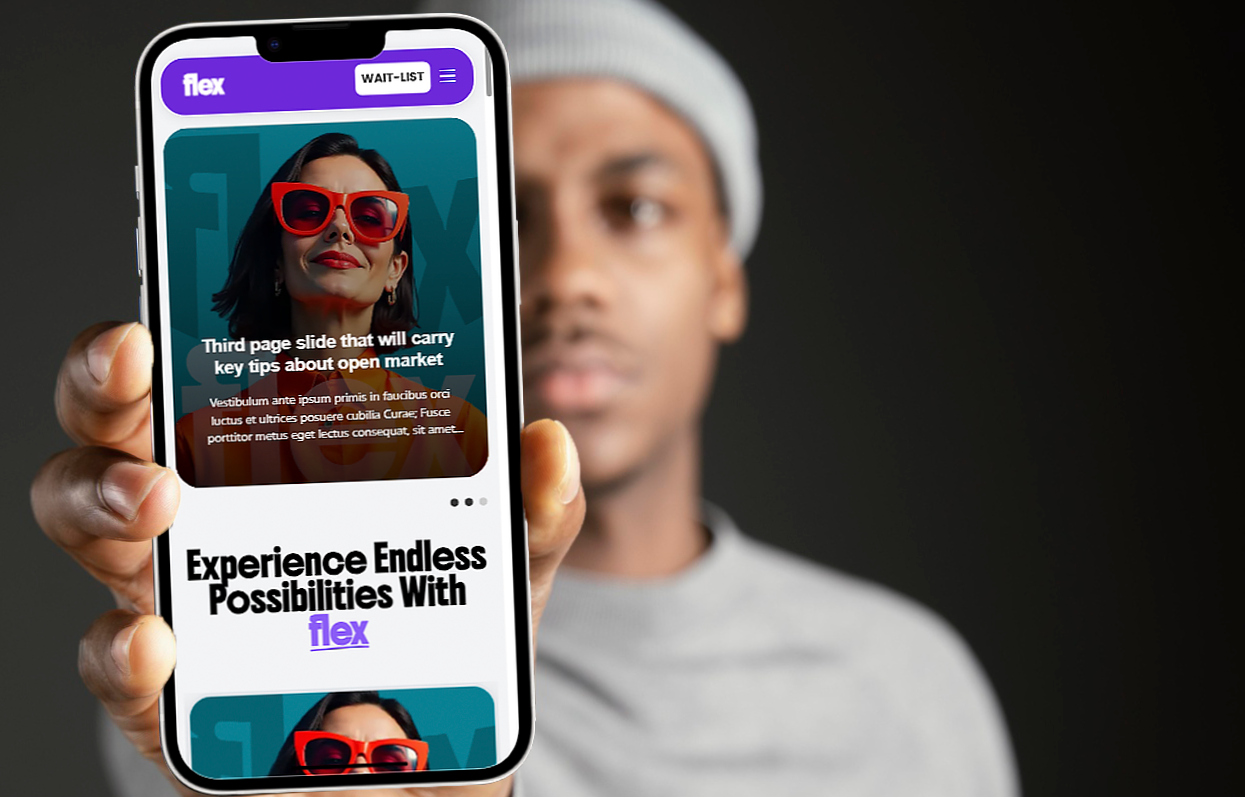 flex
WAIT-LIST
flex
Third page slide that will carry
key tips about open market
Vestibulum ante ipsum primis in faucibus orci
luctus et ultrices posuere cubilia Curae; Fusce
porttitor metus eget lectus consequat, sit amet...
flex
Experience Endless
Possibilities With
flex